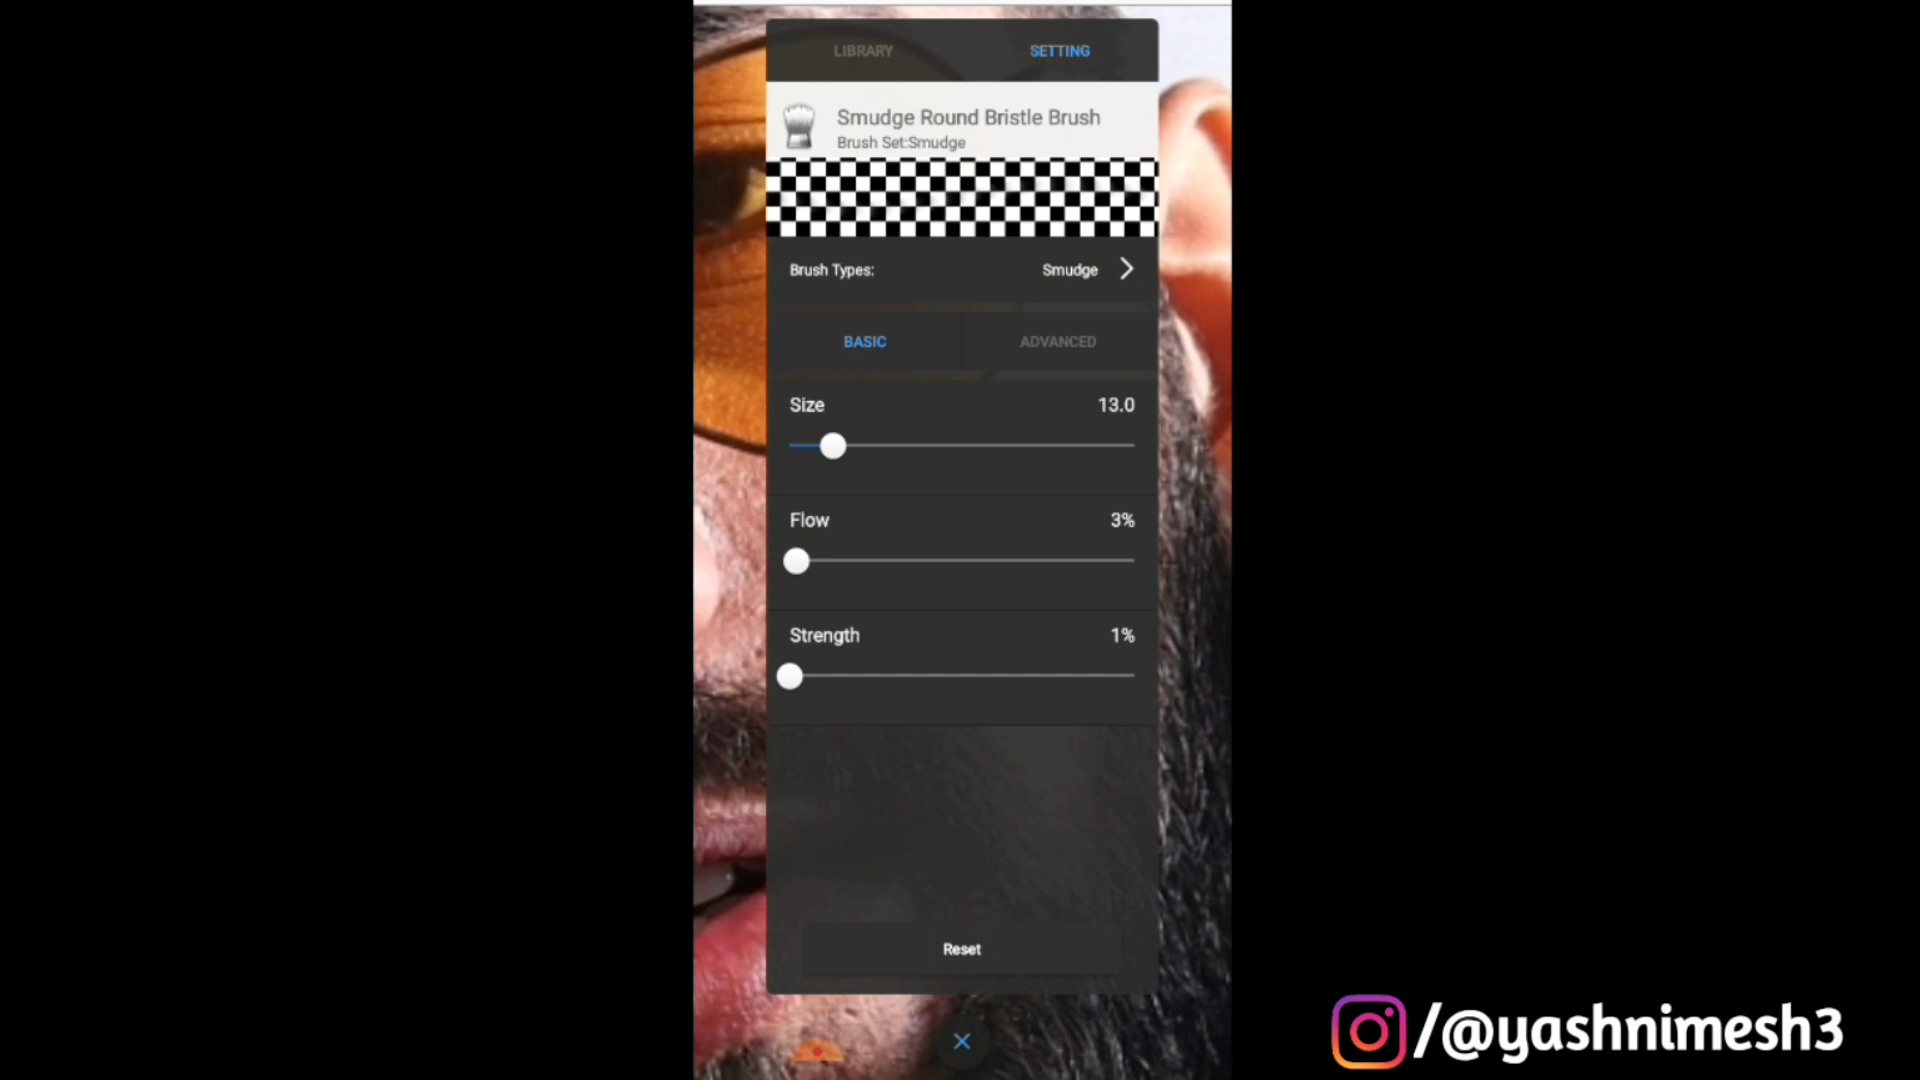 LIBRARY SETTING
Smudge Round Bristle Brush
Brush Set:Smudge
Brush Types: Smudge
BASIC ADVANCED
Size 13.0
Flow 3%
Strength 1%
Reset
/@yashnimesh3